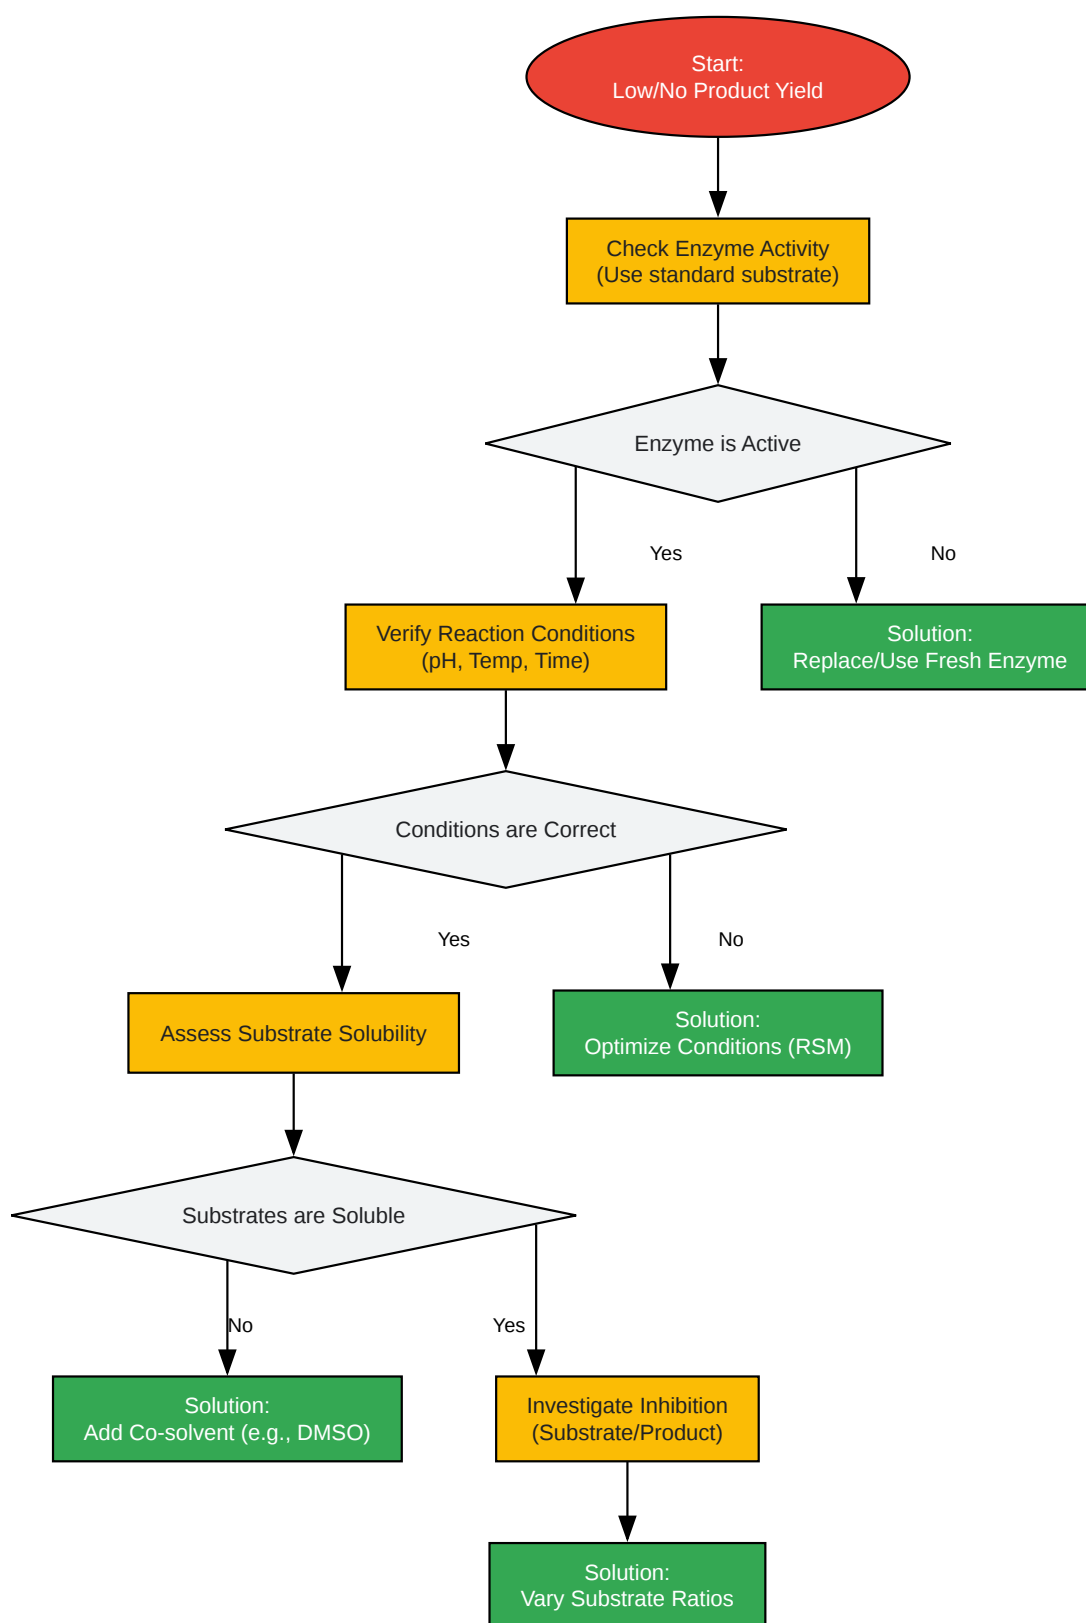 Start:
Low/No Product Yield
Check Enzyme Activity
(Use standard substrate)
Enzyme is Active
Yes
No
Verify Reaction Conditions
(pH, Temp, Time)
Solution:
Replace/Use Fresh Enzyme
Conditions are Correct
Yes
No
Assess Substrate Solubility
Solution:
Optimize Conditions (RSM)
Substrates are Soluble
No
Yes
Solution:
Add Co-solvent (e.g., DMSO)
Investigate Inhibition
(Substrate/Product)
Solution:
Vary Substrate Ratios